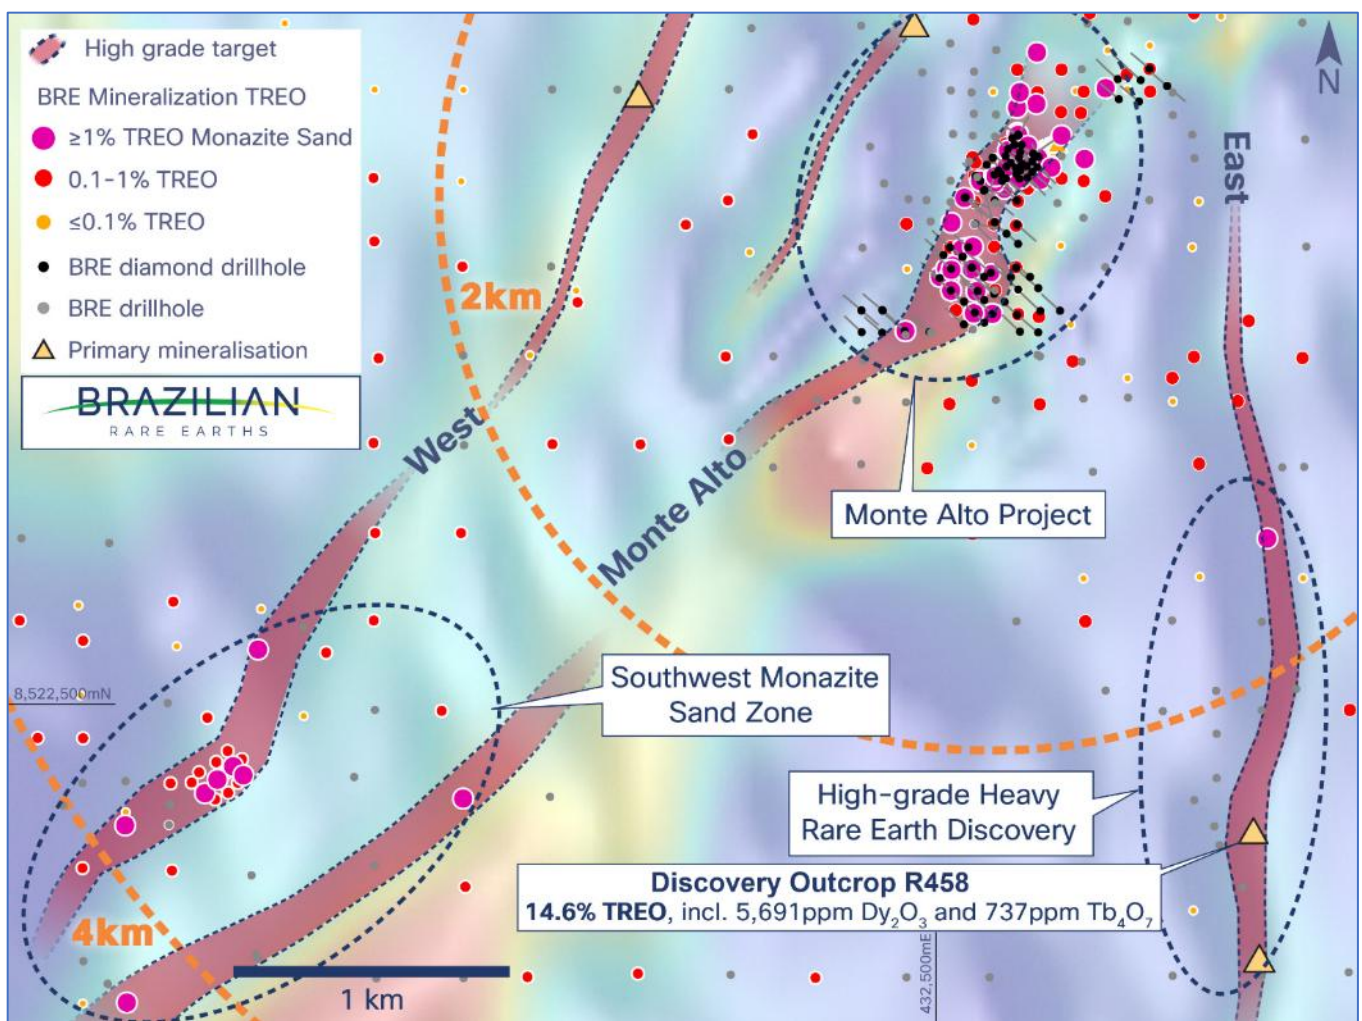 High grade target
BRE Mineralization TREO
≥1% TREO Monazite Sand
0.1-1% TREO
≤0.1% TREO
BRE diamond drillhole
BRE drillhole
Primary mineralisation
BRAZILIAN
RARE EARTHS
N
East
2km
West
Monte Alto
Monte Alto Project
8,522,500mN
Southwest Monazite
Sand Zone
High-grade Heavy
Rare Earth Discovery
Discovery Outcrop R458
14.6% TREO, incl. 5,691ppm Dy₂O₃ and 737ppm Tb₄O₇
4km
1 km
432,500mE